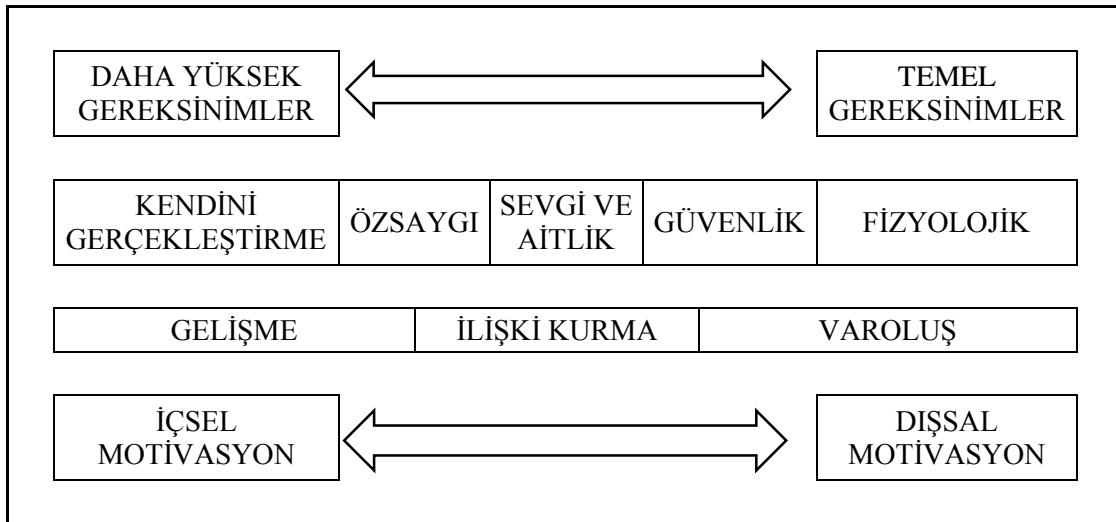 DAHA YÜKSEK
GEREKSİNİMLER
TEMEL
GEREKSİNİMLER
KENDİNİ
GERÇEKLEŞTİRME
ÖZSAYGI
SEVGİ VE
AİTLİK
GÜVENLİK
FİZYOLOJİK
GELİŞME
İLİŞKİ KURMA
VAROLUŞ
İÇSEL
MOTİVASYON
DIŞSAL
MOTİVASYON